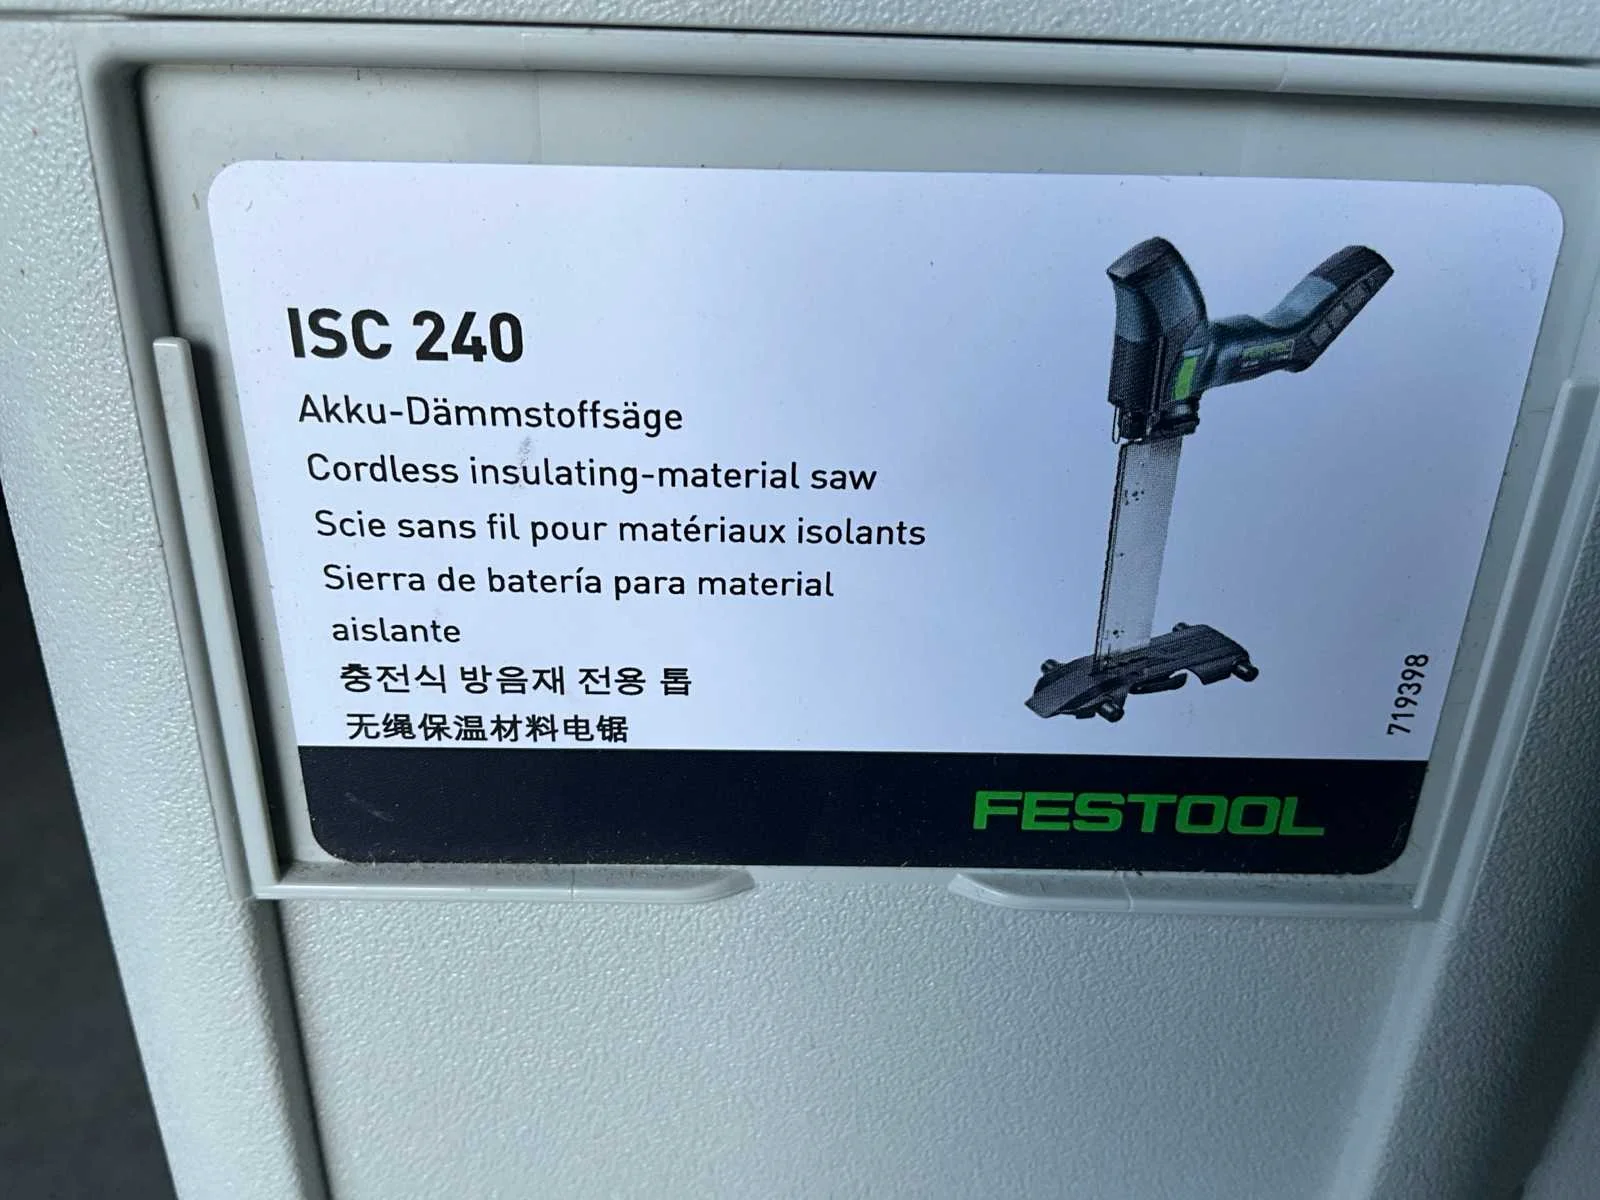 ISC 240
Akku-Dämmstoffsäge
Cordless insulating-material saw
Scie sans fil pour matériaux isolants
Sierra de batería para material
aislante
충전식 방음재 전용 톱
无绳保温材料电锯
719398
FESTOOL
FESTOOL